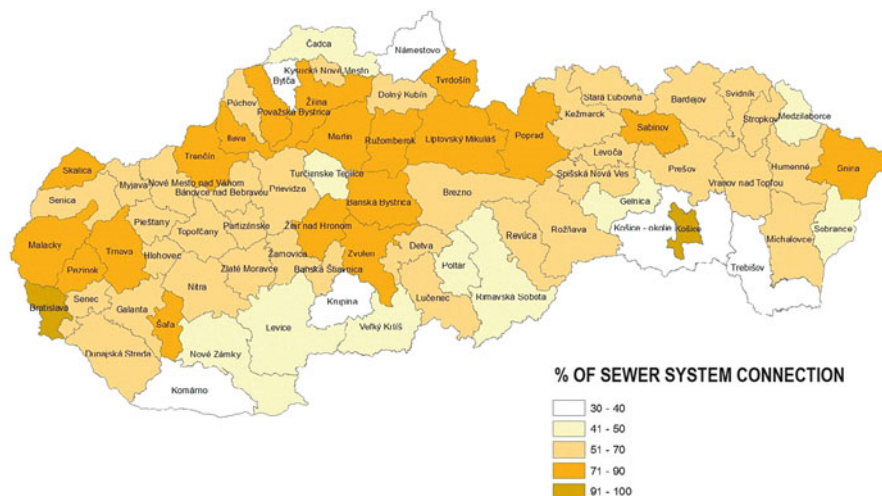 Čadca
Námestovo
Kysucké Nové Mesto
Bytča
Tvrdošín
Žilina
Dolný Kubín
Púchov
Považská Bystrica
Stará Ľubovňa
Bardejov
Svidník
Kežmarok
Stropkov
Medzilaborce
Ilava
Martin
Ružomberok
Liptovský Mikuláš
Poprad
Sabinov
Trenčín
Levoča
Humenné
Snina
Skalica
Turčianske Teplice
Spišská Nová Ves
Prešov
Myjava
Nové Mesto nad Váhom
Prievidza
Vranov nad Topľou
Bánovce nad Bebravou
Senica
Banská Bystrica
Brezno
Gelnica
Piešťany
Partizánske
Topoľčany
Žiar nad Hronom
Košice - okolie
Košice
Sobrance
Malacky
Trnava
Detva
Revúca
Rožňava
Michalovce
Hlohovec
Žarnovica
Zvolen
Pezinok
Zlaté Moravce
Banská Štiavnica
Poltár
Trebišov
Nitra
Bratislava
Senec
Galanta
Krupina
Lučenec
Rimavská Sobota
Šaľa
Levice
Veľký Krtíš
Dunajská Streda
Nové Zámky
Komárno
% OF SEWER SYSTEM CONNECTION
30 - 40
41 - 50
51 - 70
71 - 90
91 - 100